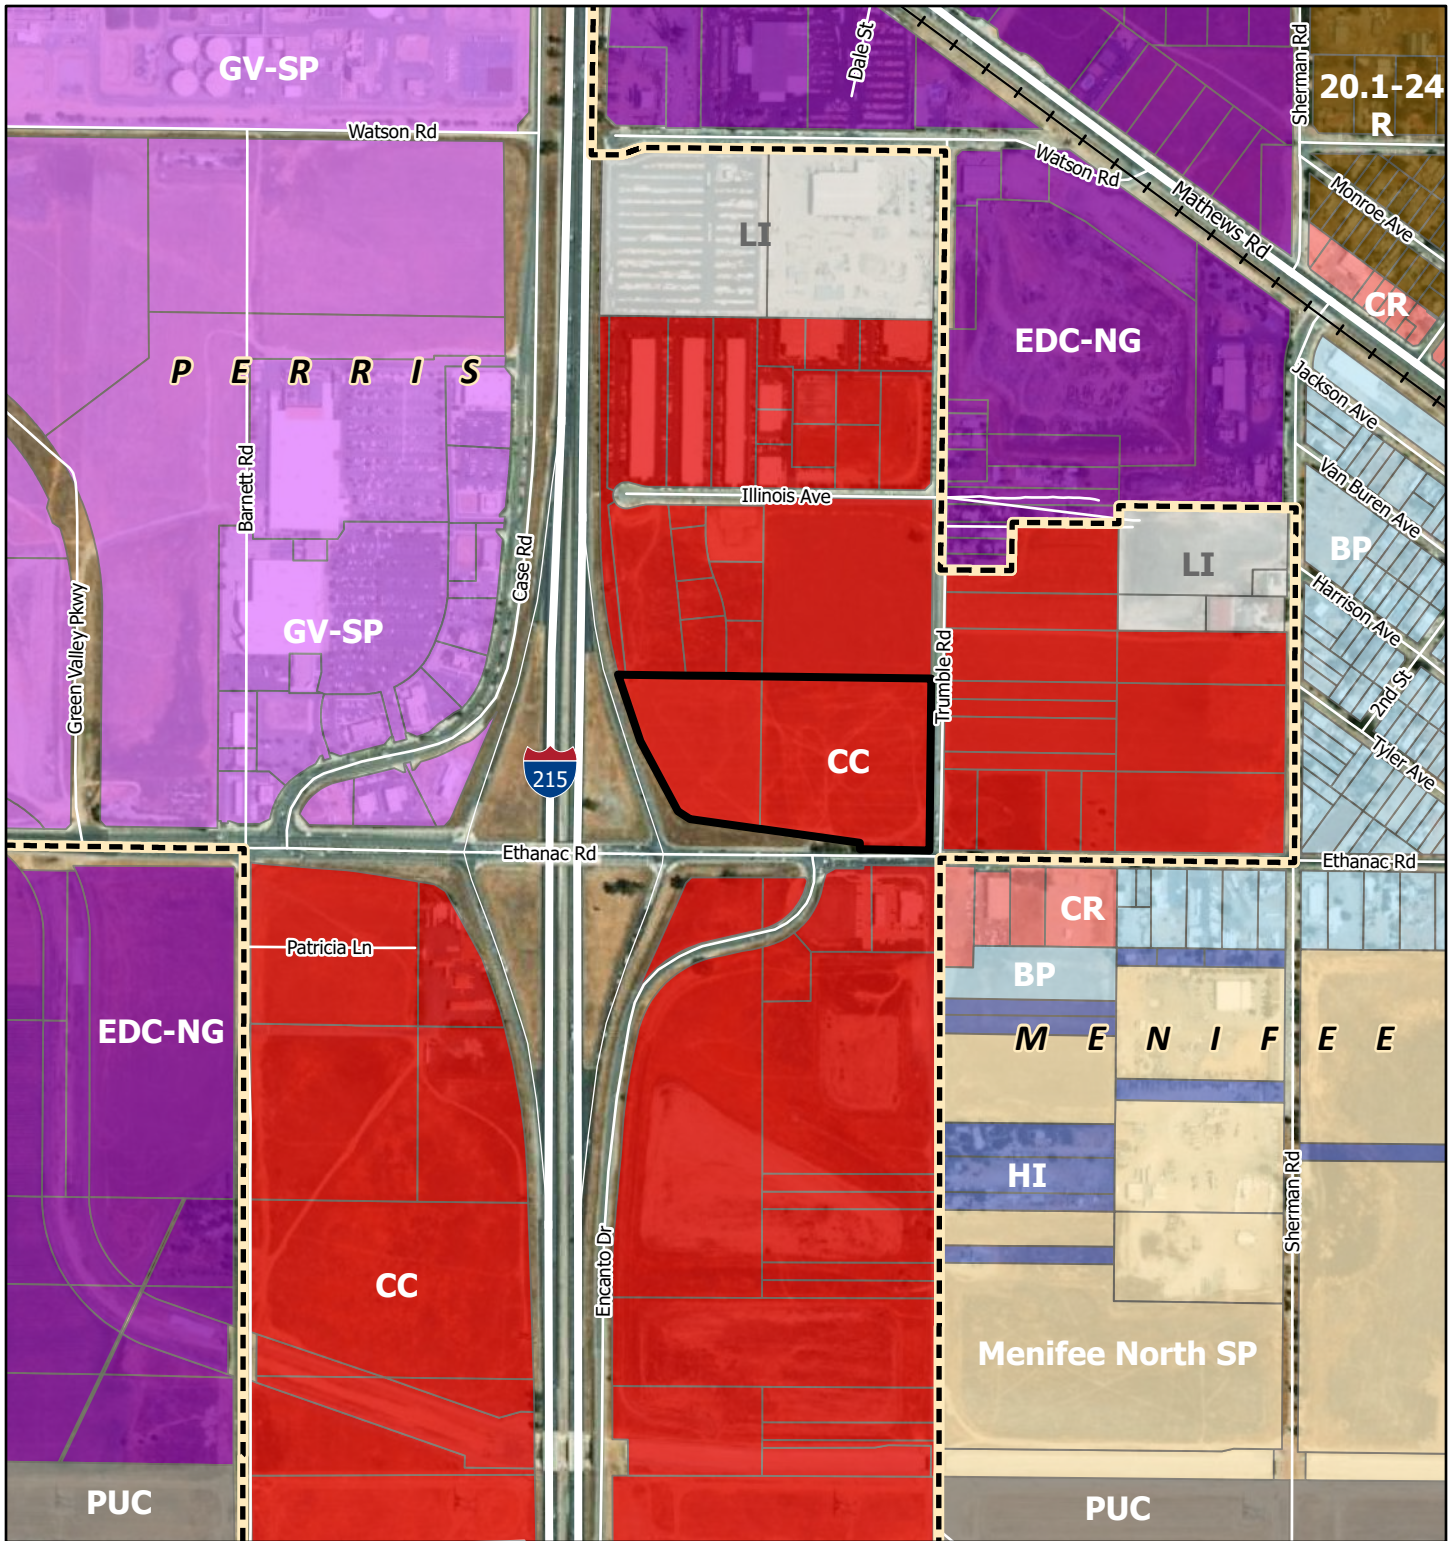 GV-SP
Dale St
Sherman Rd
20.1-24
R
Watson Rd
Watson Rd
Mathews Rd
Monroe Ave
LI
CR
EDC-NG
PERRIS
Jackson Ave
Barnett Rd
Van Buren Ave
Illinois Ave
Case Rd
BP
LI
Harrison Ave
GV-SP
Green Valley Pkwy
Trumble Rd
2nd St
Tyler Ave
CC
215
Ethanac Rd
Ethanac Rd
CR
Patricia Ln
BP
EDC-NG
MENIFEE
HI
Sherman Rd
Encanto Dr
CC
Menifee North SP
PUC
PUC